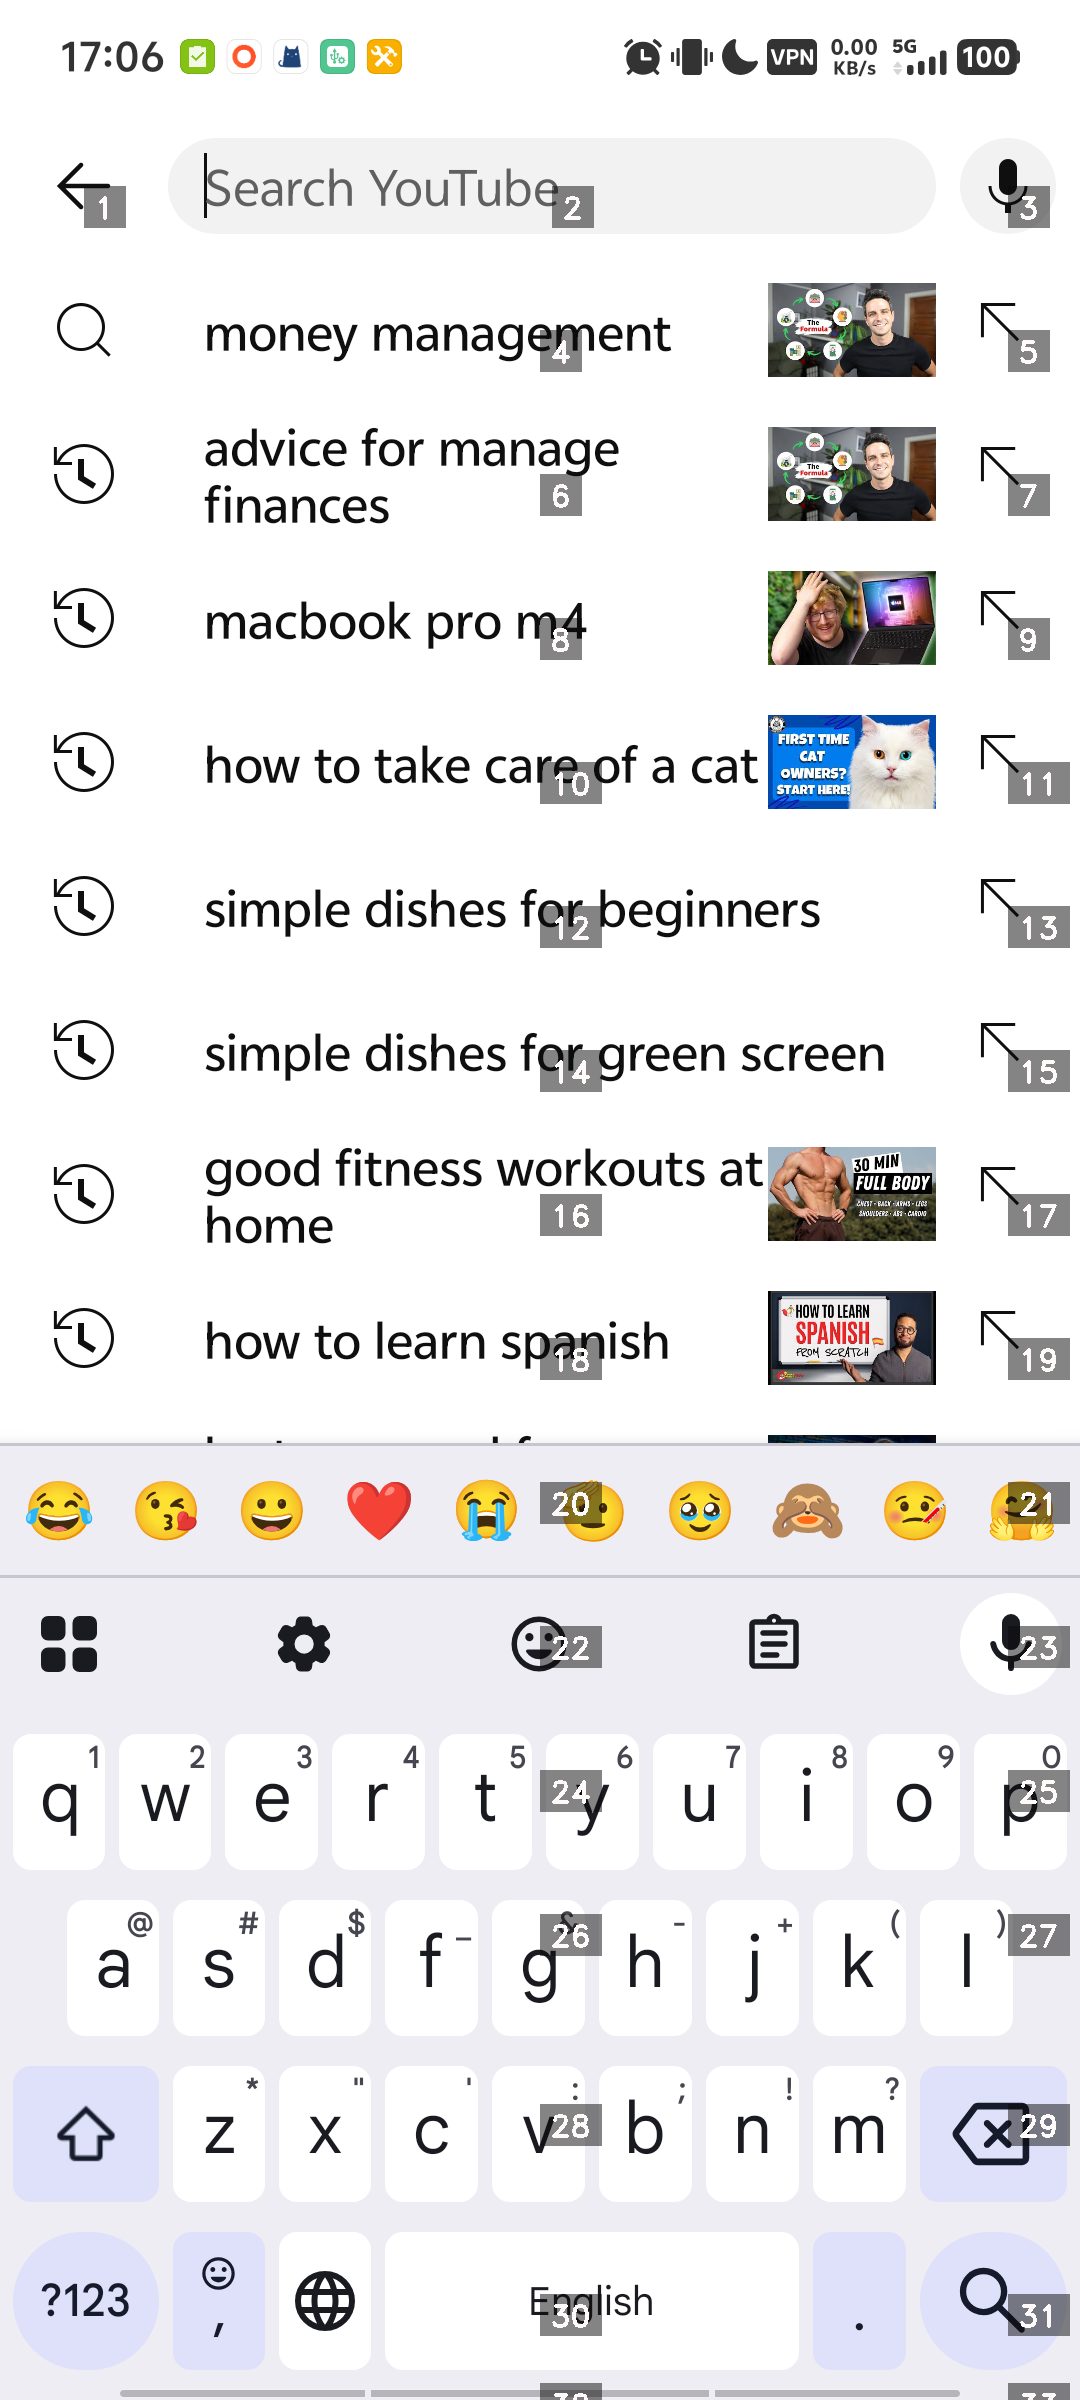 17:06
VPN
0.00
KB/s
5G
100
Search YouTube
1
2
3
money management
The
Formula
4
5
advice for manage
finances
The
Formula
6
7
macbook pro m4
8
9
how to take care of a cat
FIRST TIME
CAT
OWNERS?
START HERE!
10
11
simple dishes for beginners
12
13
simple dishes for green screen
14
15
good fitness workouts at
home
30 MIN
FULL BODY
CHEST · BACK · ARMS · LEGS
SHOULDERS · ABS · CARDIO
16
17
how to learn spanish
HOW TO LEARN
SPANISH
FROM SCRATCH
18
19
20
21
22
23
1 2 3 4 5 6 7 8 9 0
q w e r t y u i o p
24
25
@ # $ _ & - + ( )
a s d f g h j k l
26
27
* " ' : ; ! ?
z x c v b n m
28
29
?123 , English .
30
31